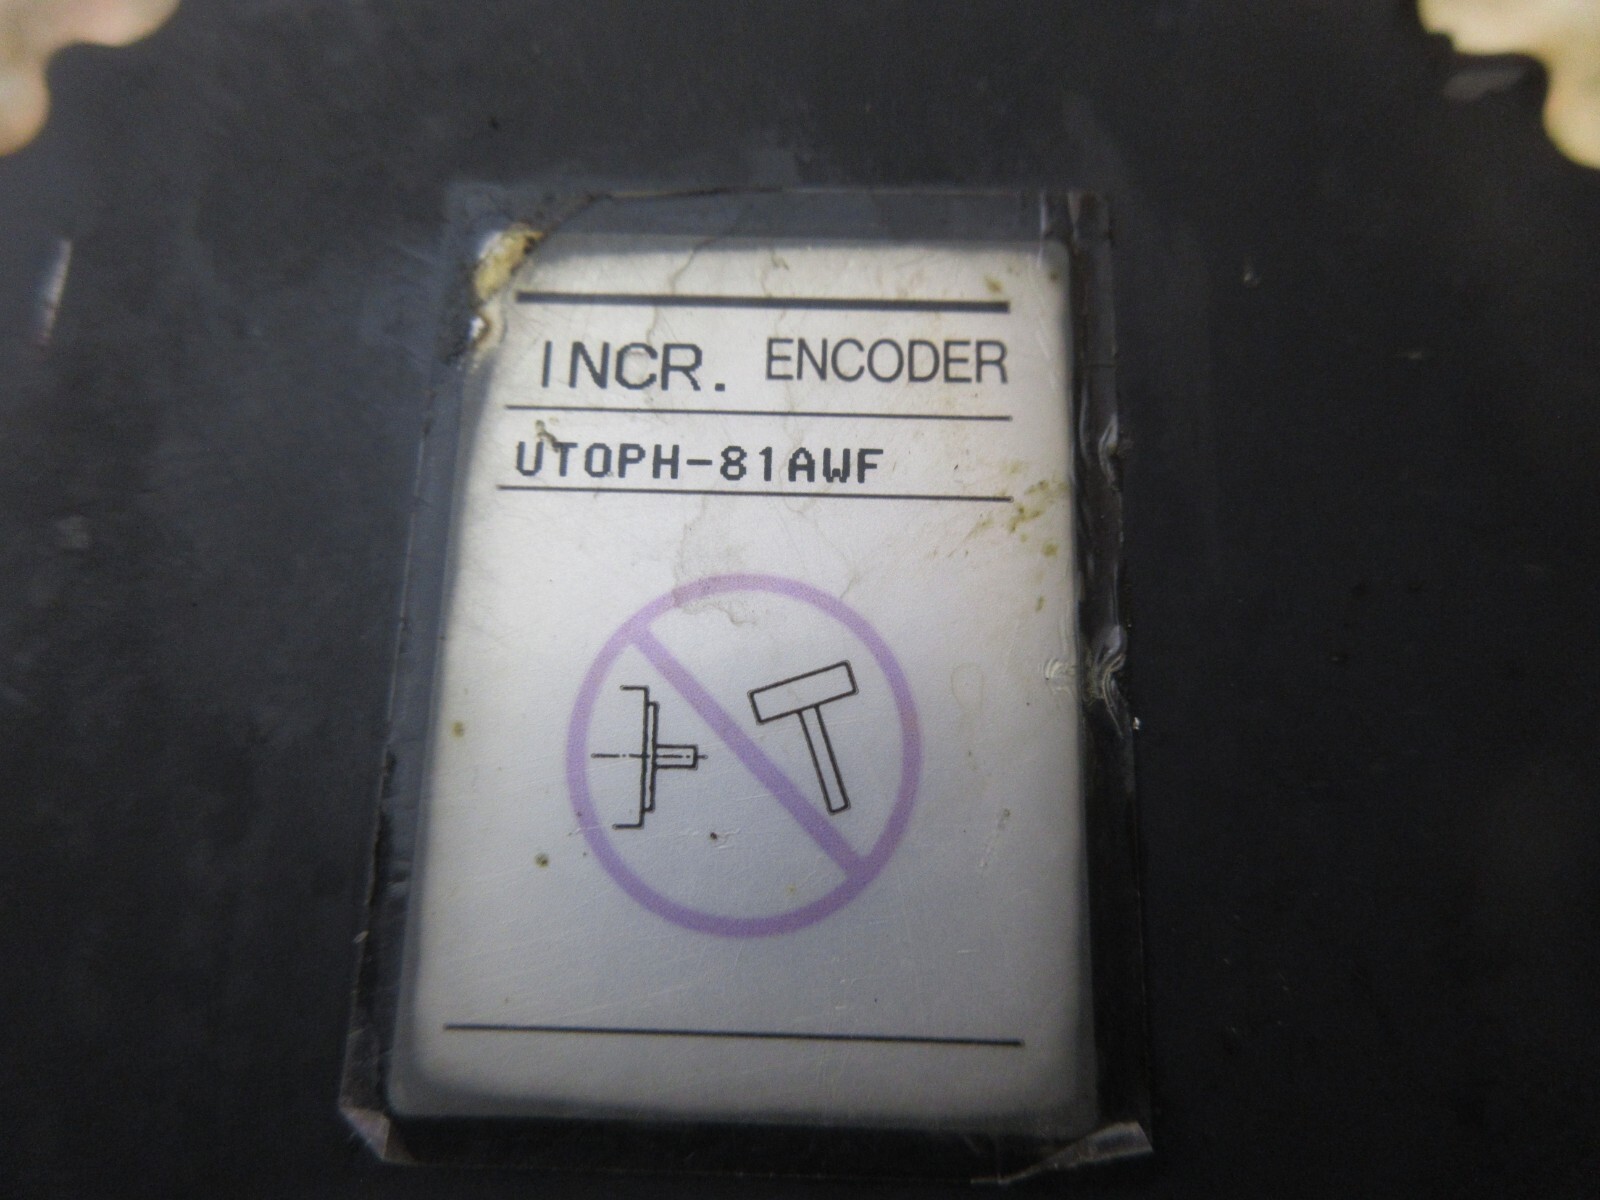 INCR. ENCODER
UTOPH-81AWF